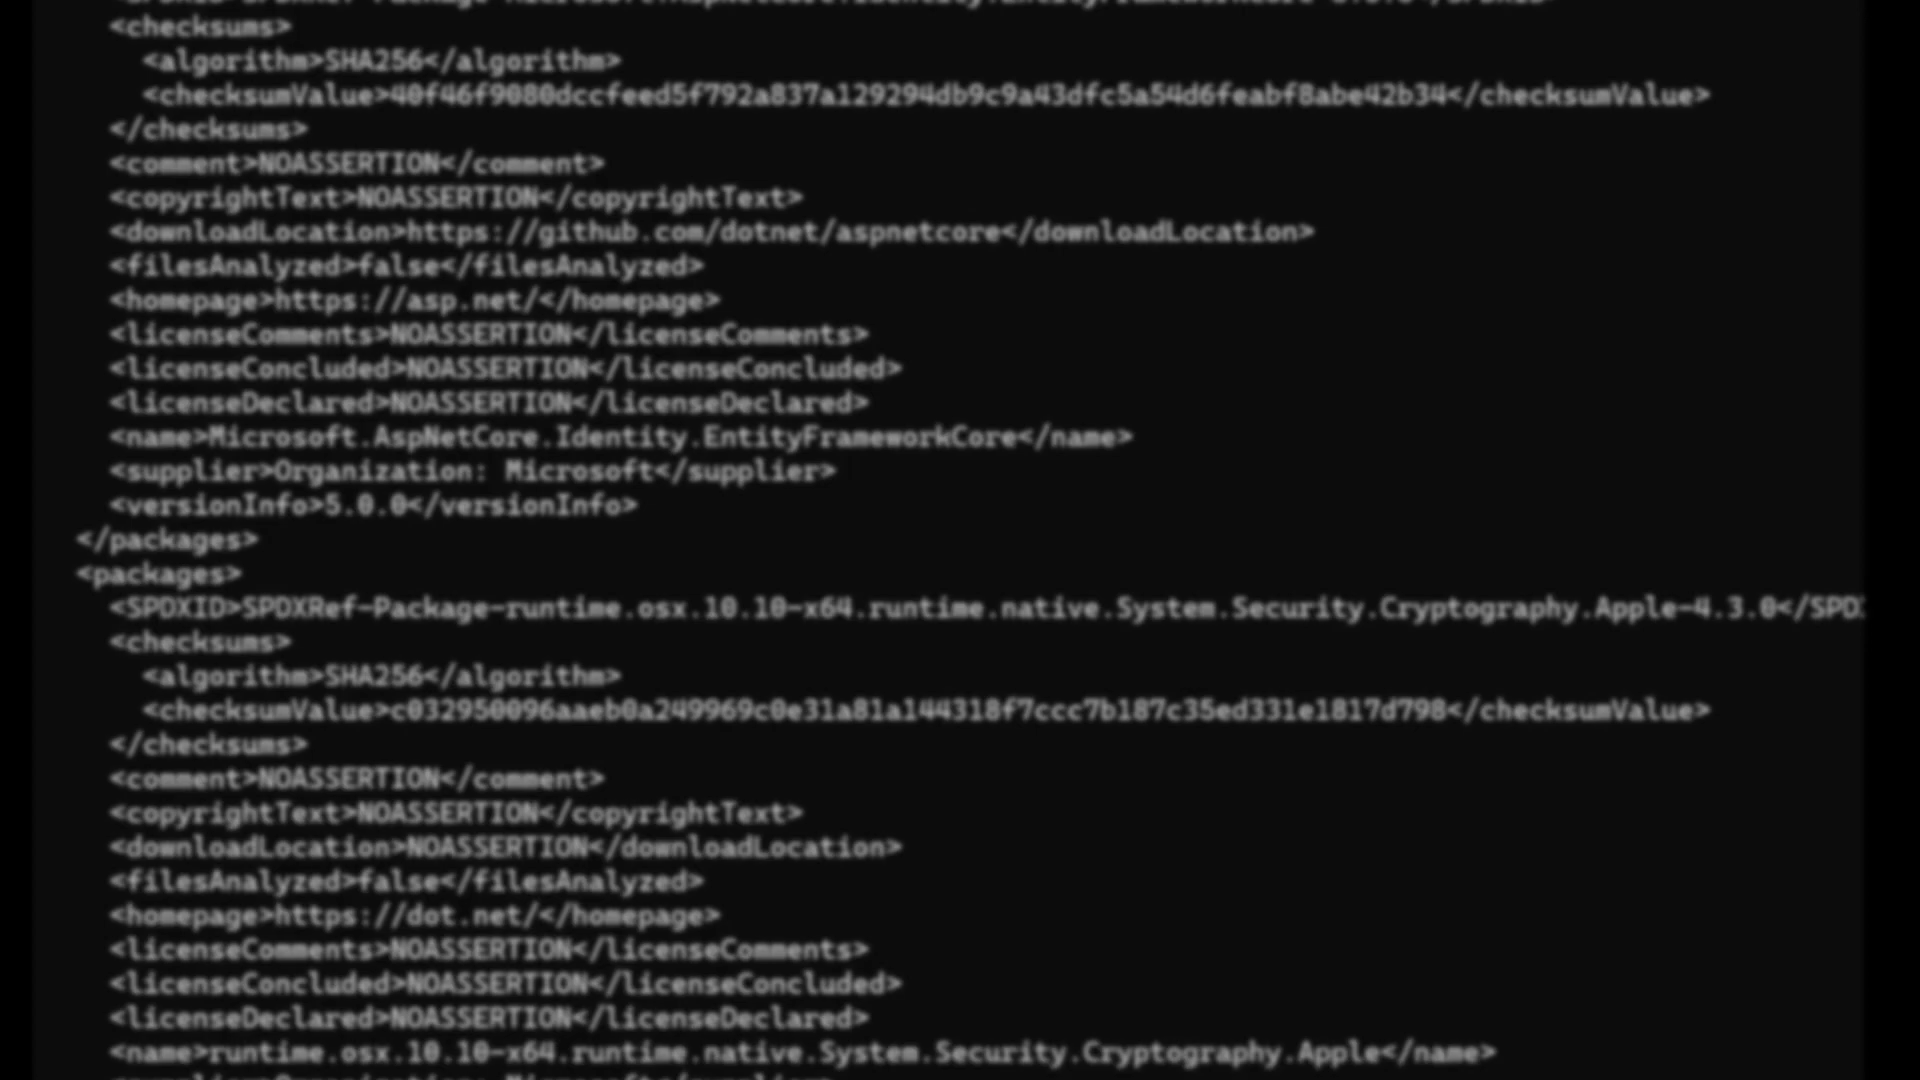 <checksums>
<algorithm>SHA256</algorithm>
<checksumValue>40f46f9080dccfeed5f792a837a129294db9c9a43dfc5a54d6feabf8abe42b34</checksumValue>
</checksums>
<comment>NOASSERTION</comment>
<copyrightText>NOASSERTION</copyrightText>
<downloadLocation>https://github.com/dotnet/aspnetcore</downloadLocation>
<filesAnalyzed>false</filesAnalyzed>
<homepage>https://asp.net/</homepage>
<licenseComments>NOASSERTION</licenseComments>
<licenseConcluded>NOASSERTION</licenseConcluded>
<licenseDeclared>NOASSERTION</licenseDeclared>
<name>Microsoft.AspNetCore.Identity.EntityFrameworkCore</name>
<supplier>Organization: Microsoft</supplier>
<versionInfo>5.0.0</versionInfo>
</packages>
<packages>
<SPDXID>SPDXRef-Package-runtime.osx.10.10-x64.runtime.native.System.Security.Cryptography.Apple-4.3.0</SPD
<checksums>
<algorithm>SHA256</algorithm>
<checksumValue>c032950096aaeb0a249969c0e31a81a144318f7ccc7b187c35ed331e1817d798</checksumValue>
</checksums>
<comment>NOASSERTION</comment>
<copyrightText>NOASSERTION</copyrightText>
<downloadLocation>NOASSERTION</downloadLocation>
<filesAnalyzed>false</filesAnalyzed>
<homepage>https://dot.net/</homepage>
<licenseComments>NOASSERTION</licenseComments>
<licenseConcluded>NOASSERTION</licenseConcluded>
<licenseDeclared>NOASSERTION</licenseDeclared>
<name>runtime.osx.10.10-x64.runtime.native.System.Security.Cryptography.Apple</name>